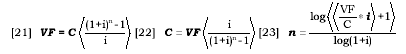 [21] VF = C ⟨((1+i)ⁿ-1)/i⟩ [22] C = VF ⟨i/((1+i)ⁿ-1)⟩ [23] n = log⟨⟨VF/C * i⟩+1⟩/log(1+i)